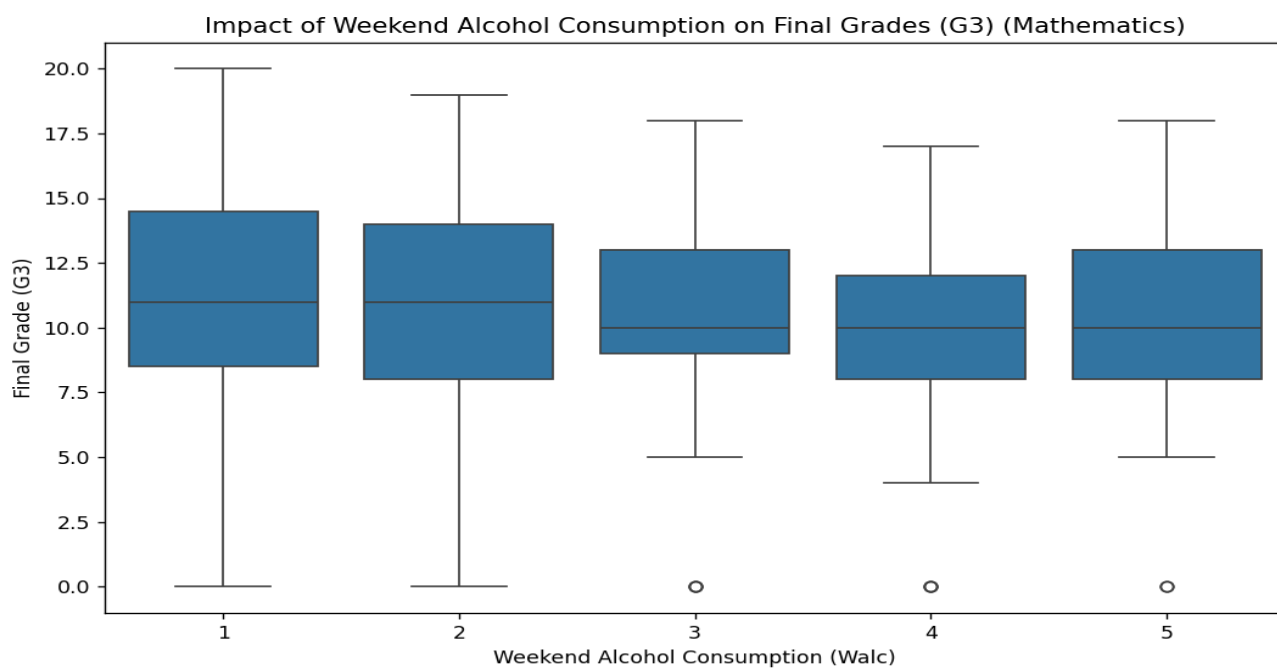 Impact of Weekend Alcohol Consumption on Final Grades (G3) (Mathematics)
20.0
17.5
15.0
12.5
10.0
7.5
5.0
2.5
0.0
Final Grade (G3)
1 2 3 4 5
Weekend Alcohol Consumption (Walc)